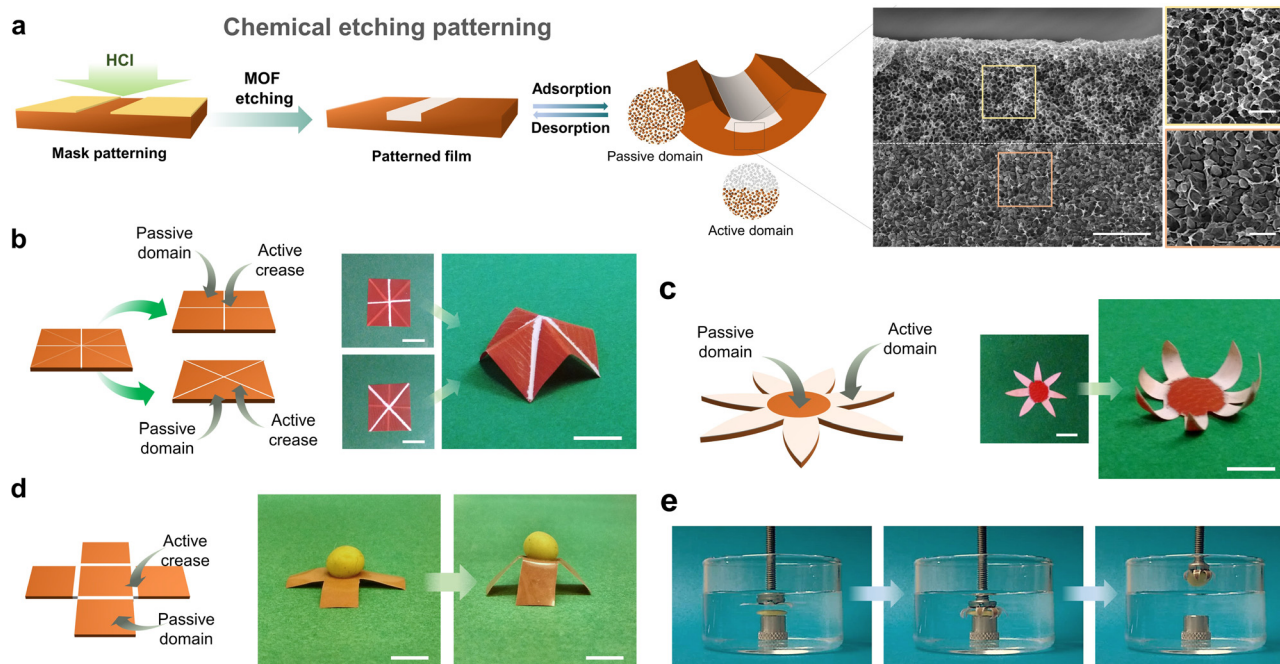 a
Chemical etching patterning
HCl
MOF
etching
Mask patterning
Patterned film
Adsorption
Desorption
Passive domain
Active domain
b
Passive
domain
Active
crease
Passive
domain
Active
crease
c
Passive
domain
Active
domain
d
Active
crease
Passive
domain
e